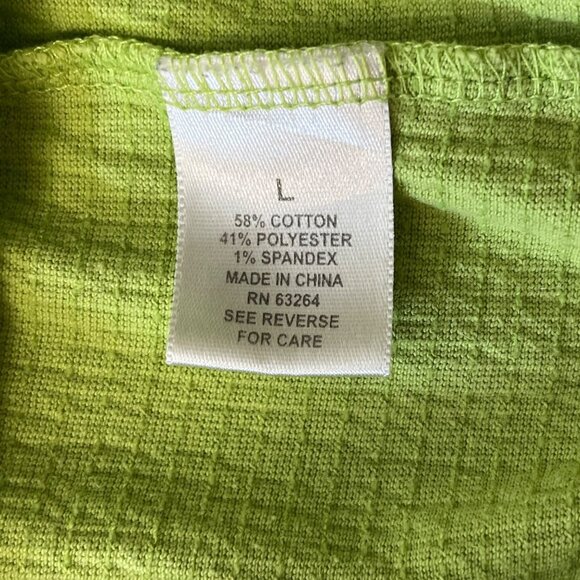 L
58% COTTON
41% POLYESTER
1% SPANDEX
MADE IN CHINA
RN 63264
SEE REVERSE
FOR CARE